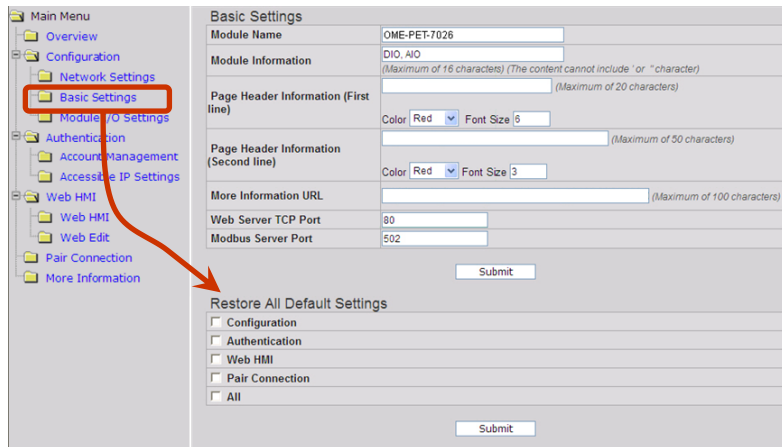 Main Menu
Overview
Configuration
Network Settings
Basic Settings
Module I/O Settings
Authentication
Account Management
Accessible IP Settings
Web HMI
Web HMI
Web Edit
Pair Connection
More Information
Basic Settings
Module Name OME-PET-7026
Module Information DIO, AIO
(Maximum of 16 characters) (The content cannot include ' or " character)
Page Header Information (First line) (Maximum of 20 characters)
Color Red Font Size 6
Page Header Information (Second line) (Maximum of 50 characters)
Color Red Font Size 3
More Information URL (Maximum of 100 characters)
Web Server TCP Port 80
Modbus Server Port 502
Submit
Restore All Default Settings
Configuration
Authentication
Web HMI
Pair Connection
All
Submit